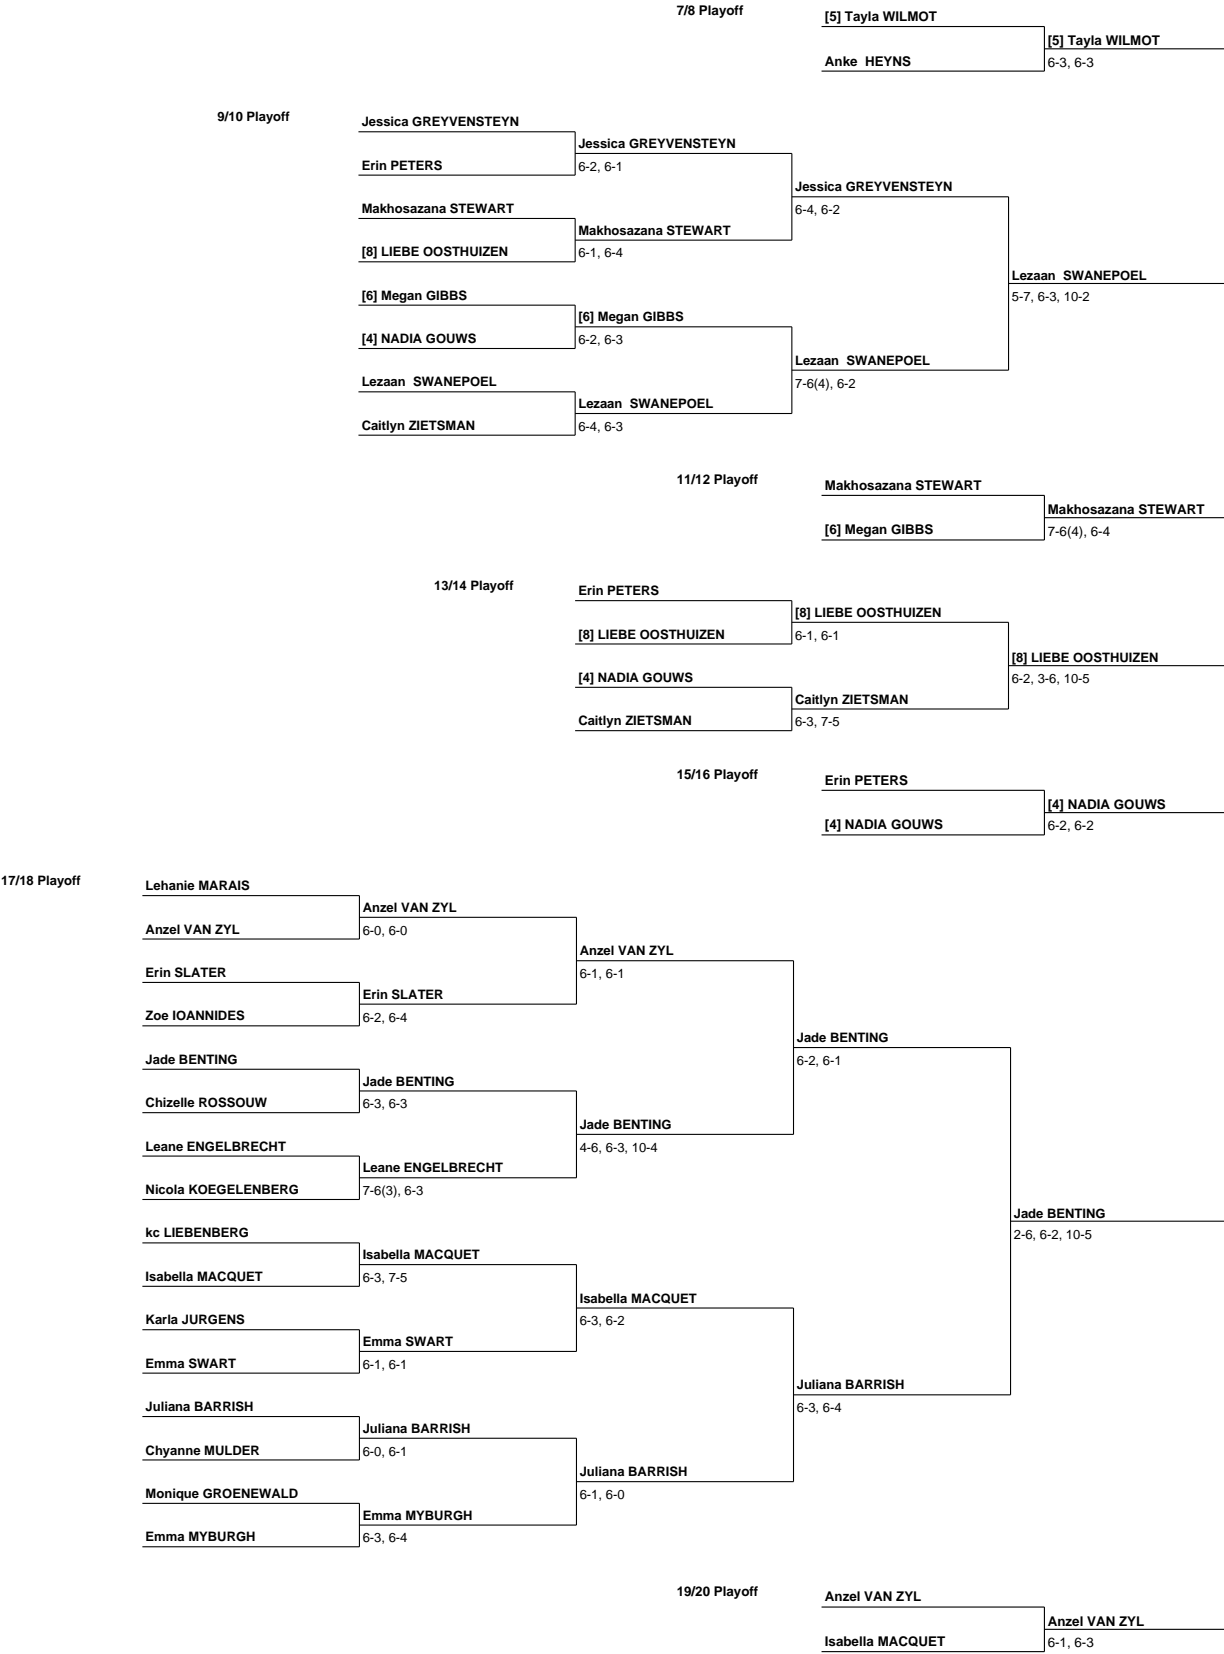 7/8 Playoff
[5] Tayla WILMOT
[5] Tayla WILMOT
Anke HEYNS
6-3, 6-3
9/10 Playoff
Jessica GREYVENSTEYN
Jessica GREYVENSTEYN
Erin PETERS
6-2, 6-1
Jessica GREYVENSTEYN
Makhosazana STEWART
6-4, 6-2
Makhosazana STEWART
[8] LIEBE OOSTHUIZEN
6-1, 6-4
Lezaan SWANEPOEL
[6] Megan GIBBS
5-7, 6-3, 10-2
[6] Megan GIBBS
[4] NADIA GOUWS
6-2, 6-3
Lezaan SWANEPOEL
Lezaan SWANEPOEL
7-6(4), 6-2
Lezaan SWANEPOEL
Caitlyn ZIETSMAN
6-4, 6-3
11/12 Playoff
Makhosazana STEWART
Makhosazana STEWART
[6] Megan GIBBS
7-6(4), 6-4
13/14 Playoff
Erin PETERS
[8] LIEBE OOSTHUIZEN
[8] LIEBE OOSTHUIZEN
6-1, 6-1
[8] LIEBE OOSTHUIZEN
[4] NADIA GOUWS
6-2, 3-6, 10-5
Caitlyn ZIETSMAN
Caitlyn ZIETSMAN
6-3, 7-5
15/16 Playoff
Erin PETERS
[4] NADIA GOUWS
[4] NADIA GOUWS
6-2, 6-2
17/18 Playoff
Lehanie MARAIS
Anzel VAN ZYL
Anzel VAN ZYL
6-0, 6-0
Anzel VAN ZYL
Erin SLATER
6-1, 6-1
Erin SLATER
Zoe IOANNIDES
6-2, 6-4
Jade BENTING
Jade BENTING
6-2, 6-1
Jade BENTING
Chizelle ROSSOUW
6-3, 6-3
Jade BENTING
Leane ENGELBRECHT
4-6, 6-3, 10-4
Leane ENGELBRECHT
Nicola KOEGELENBERG
7-6(3), 6-3
Jade BENTING
kc LIEBENBERG
2-6, 6-2, 10-5
Isabella MACQUET
Isabella MACQUET
6-3, 7-5
Isabella MACQUET
Karla JURGENS
6-3, 6-2
Emma SWART
Emma SWART
6-1, 6-1
Juliana BARRISH
Juliana BARRISH
6-3, 6-4
Juliana BARRISH
Chyanne MULDER
6-0, 6-1
Juliana BARRISH
Monique GROENEWALD
6-1, 6-0
Emma MYBURGH
Emma MYBURGH
6-3, 6-4
19/20 Playoff
Anzel VAN ZYL
Anzel VAN ZYL
Isabella MACQUET
6-1, 6-3